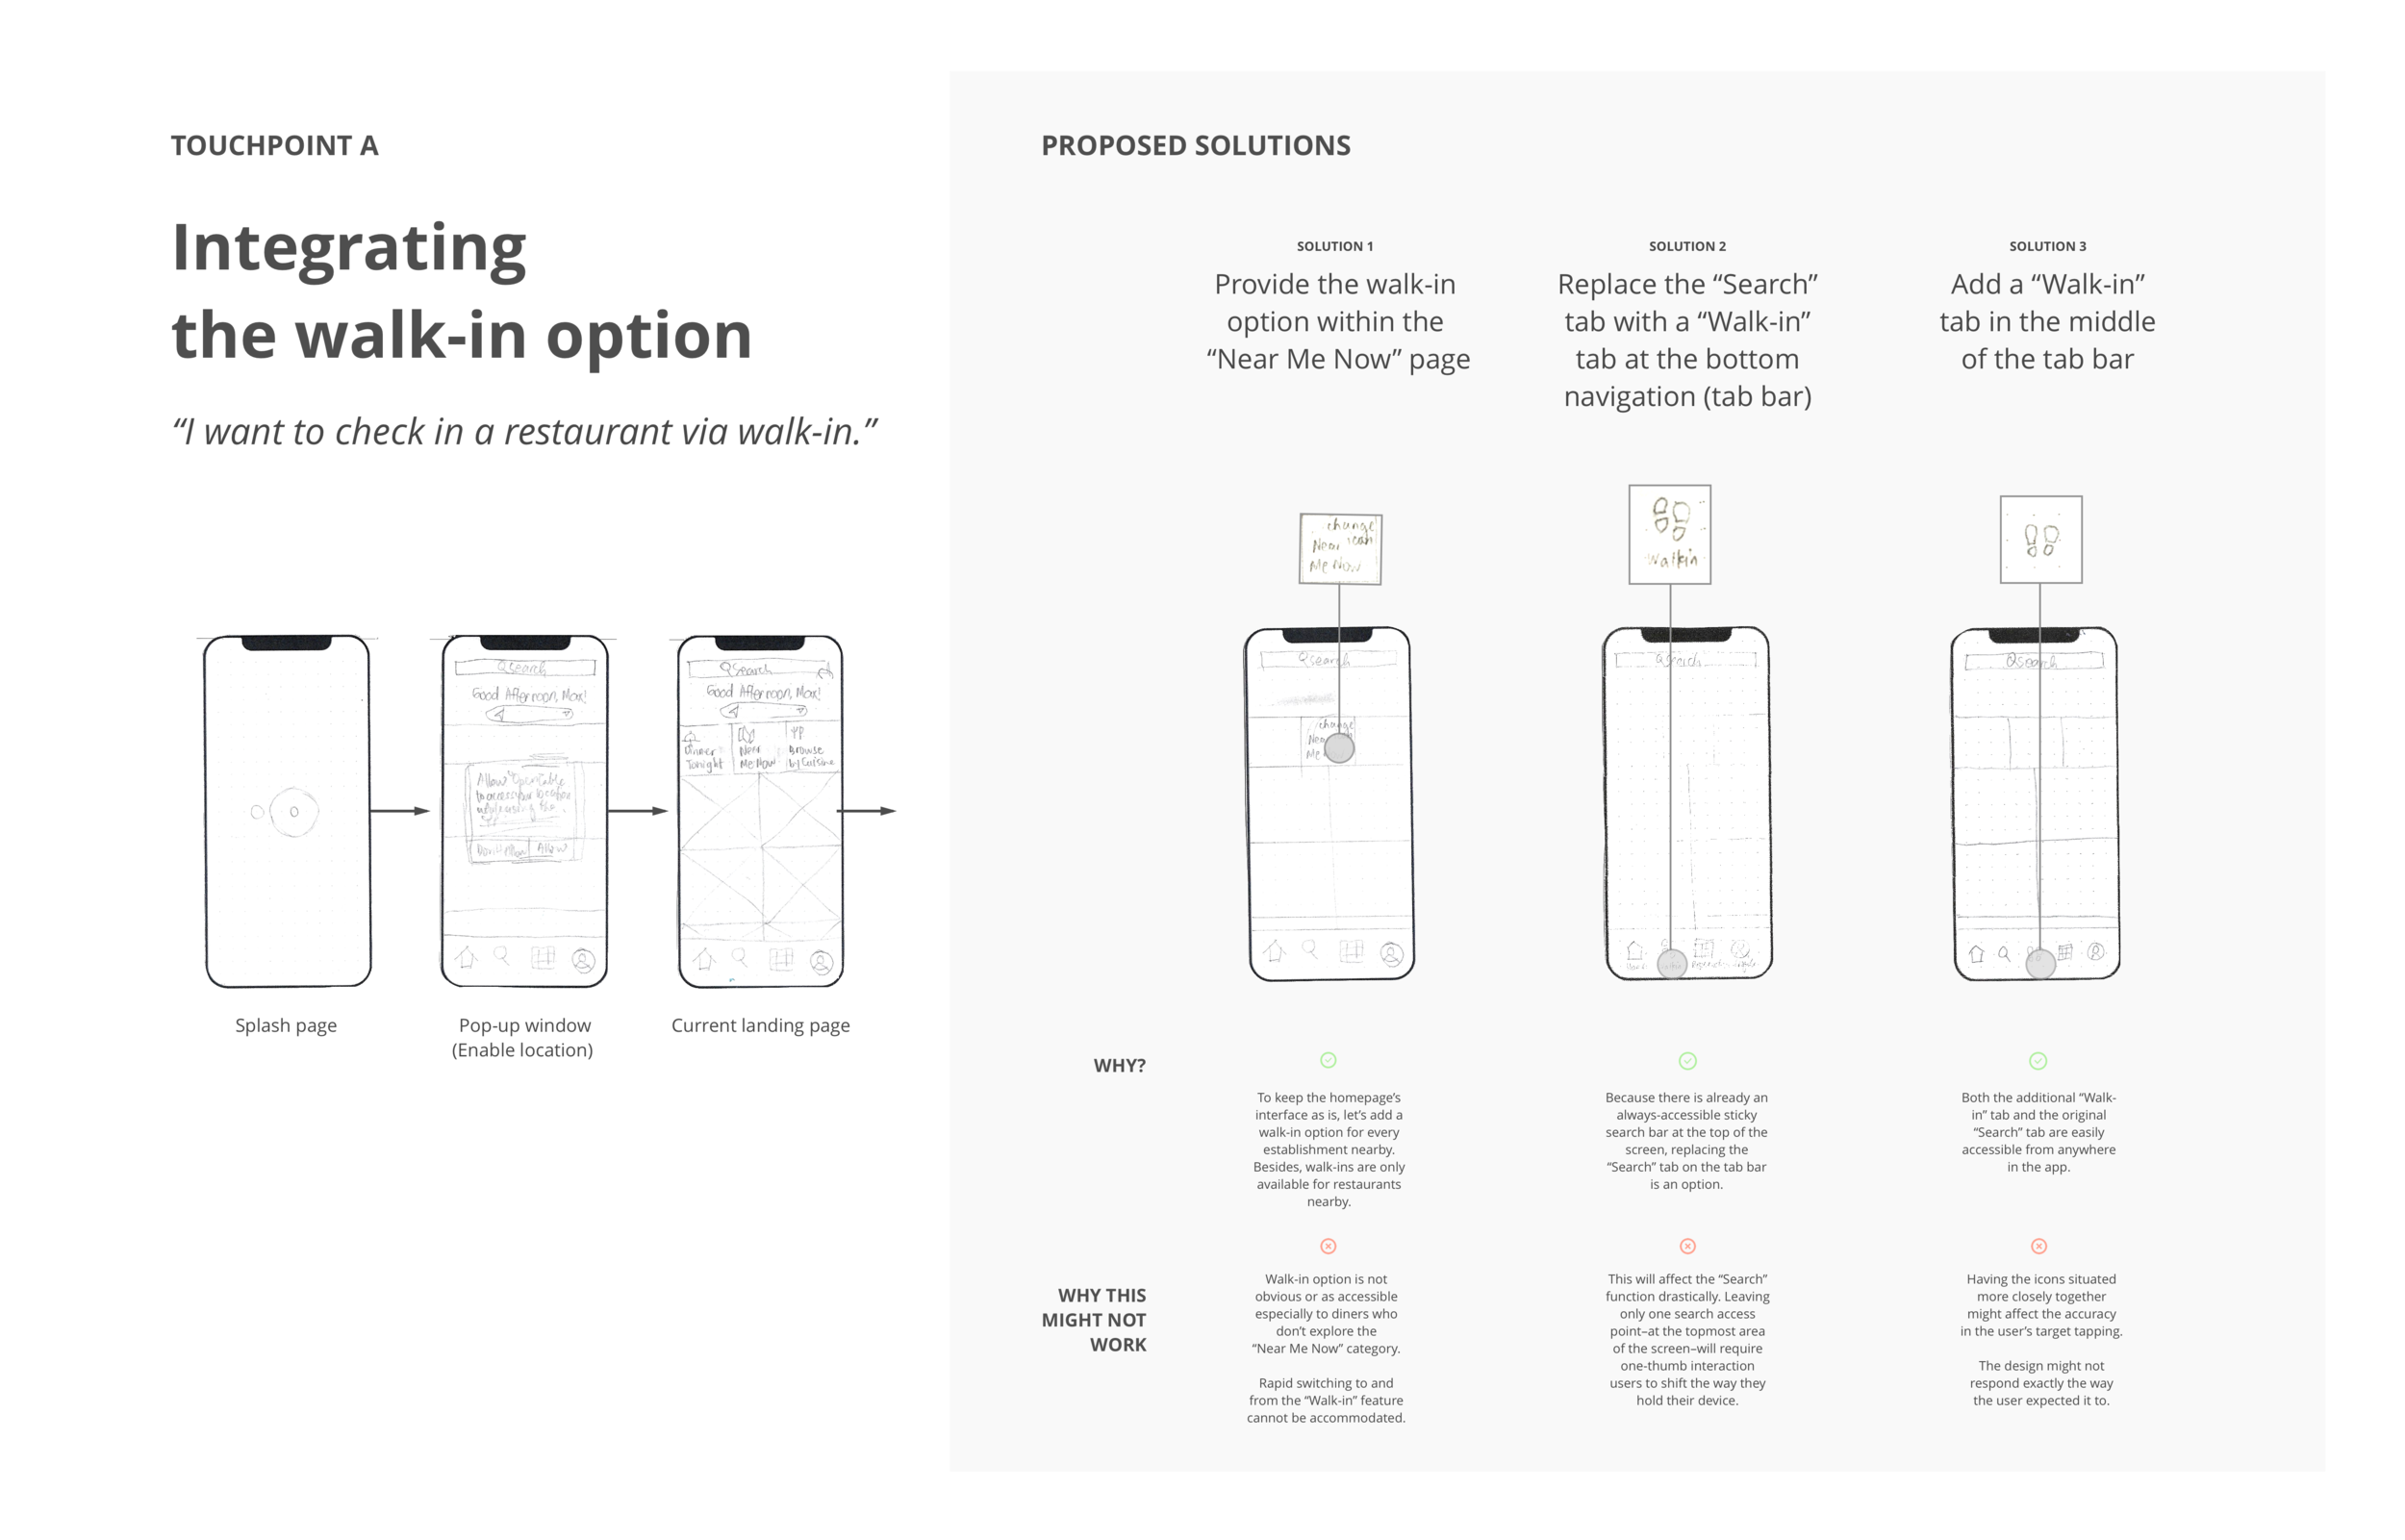 TOUCHPOINT A
Integrating
the walk-in option
“I want to check in a restaurant via walk-in.”
Search
Good Afternoon, Max!
Allow "OpenTable
to access your location
while using the
app
Don't Allow
Allow
Search
Good Afternoon, Max!
Dinner
Tonight
Near
Me Now
Browse
by Cuisine
Splash page
Pop-up window
(Enable location)
Current landing page
PROPOSED SOLUTIONS
SOLUTION 1
Provide the walk-in
option within the
“Near Me Now” page
change
Near icon
Me Now
Search
change
Me
SOLUTION 2
Replace the “Search”
tab with a “Walk-in”
tab at the bottom
navigation (tab bar)
Walkin
Search
SOLUTION 3
Add a “Walk-in”
tab in the middle
of the tab bar
Search
WHY?
To keep the homepage’s
interface as is, let’s add a
walk-in option for every
establishment nearby.
Besides, walk-ins are only
available for restaurants
nearby.
Because there is already an
always-accessible sticky
search bar at the top of the
screen, replacing the
“Search” tab on the tab bar
is an option.
Both the additional “Walk-
in” tab and the original
“Search” tab are easily
accessible from anywhere
in the app.
WHY THIS
MIGHT NOT
WORK
Walk-in option is not
obvious or as accessible
especially to diners who
don’t explore the
“Near Me Now” category.
Rapid switching to and
from the “Walk-in” feature
cannot be accommodated.
This will affect the “Search”
function drastically. Leaving
only one search access
point–at the topmost area
of the screen–will require
one-thumb interaction
users to shift the way they
hold their device.
Having the icons situated
more closely together
might affect the accuracy
in the user’s target tapping.
The design might not
respond exactly the way
the user expected it to.